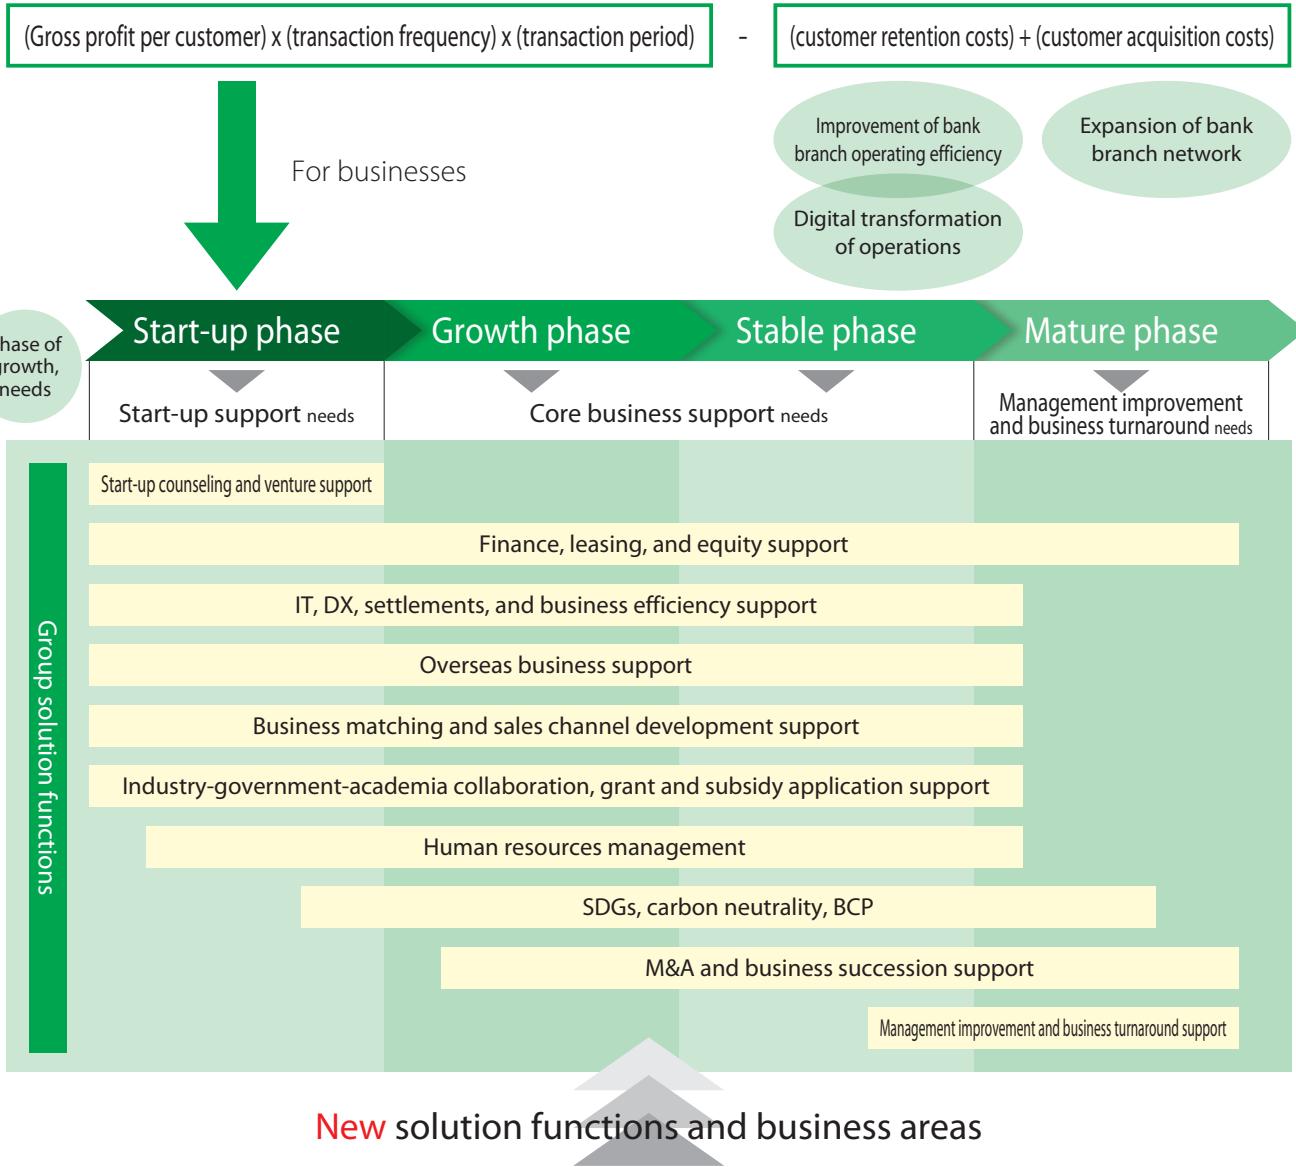 (Gross profit per customer) x (transaction frequency) x (transaction period) - (customer retention costs) + (customer acquisition costs)
Improvement of bank
branch operating efficiency
Expansion of bank
branch network
For businesses
Digital transformation
of operations
hase of
rowth,
needs
Start-up phase
Growth phase
Stable phase
Mature phase
Start-up support needs
Core business support needs
Management improvement
and business turnaround needs
Group solution functions
Start-up counseling and venture support
Finance, leasing, and equity support
IT, DX, settlements, and business efficiency support
Overseas business support
Business matching and sales channel development support
Industry-government-academia collaboration, grant and subsidy application support
Human resources management
SDGs, carbon neutrality, BCP
M&A and business succession support
Management improvement and business turnaround support
New solution functions and business areas